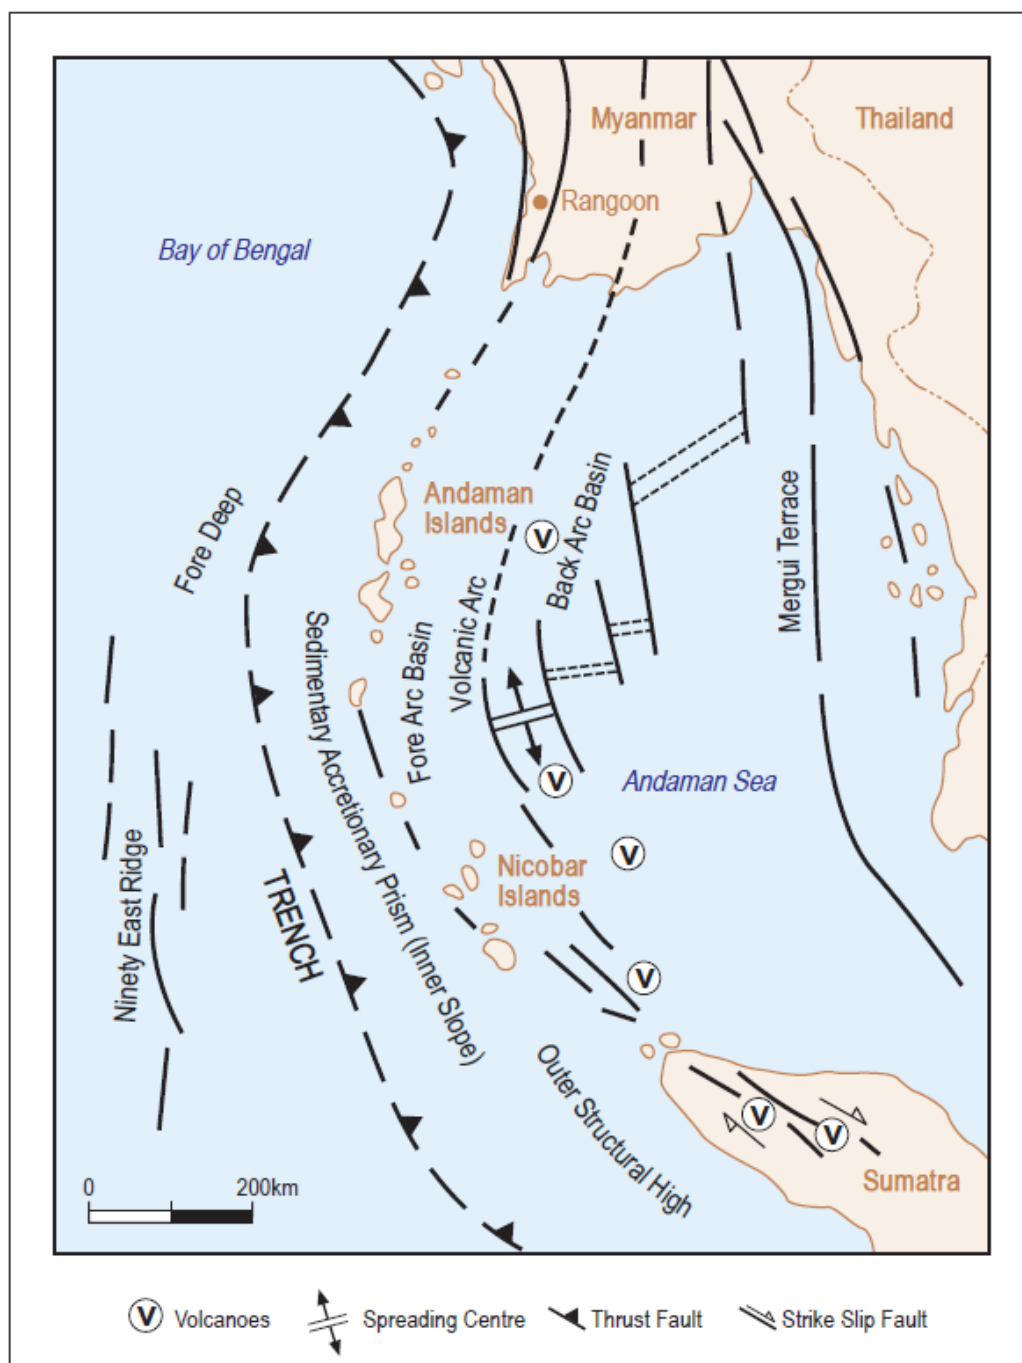 Myanmar
Thailand
Rangoon
Bay of Bengal
Andaman
Islands
Back Arc Basin
Fore Deep
Mergui Terrace
Volcanic Arc
Fore Arc Basin
Sedimentary Accretionary Prism (Inner Slope)
Andaman Sea
Ninety East Ridge
TRENCH
Nicobar
Islands
Outer Structural High
Sumatra
V
V
V
V
V
V
0 200km
V Volcanoes
Spreading Centre
Thrust Fault
Strike Slip Fault